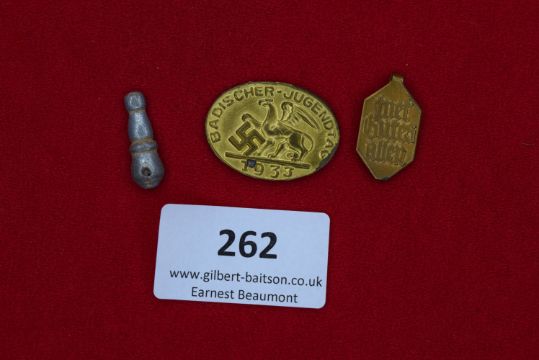 BADISCHER-JUGENDTAG
1933
262
www.gilbert-baitson.co.uk
Earnest Beaumont